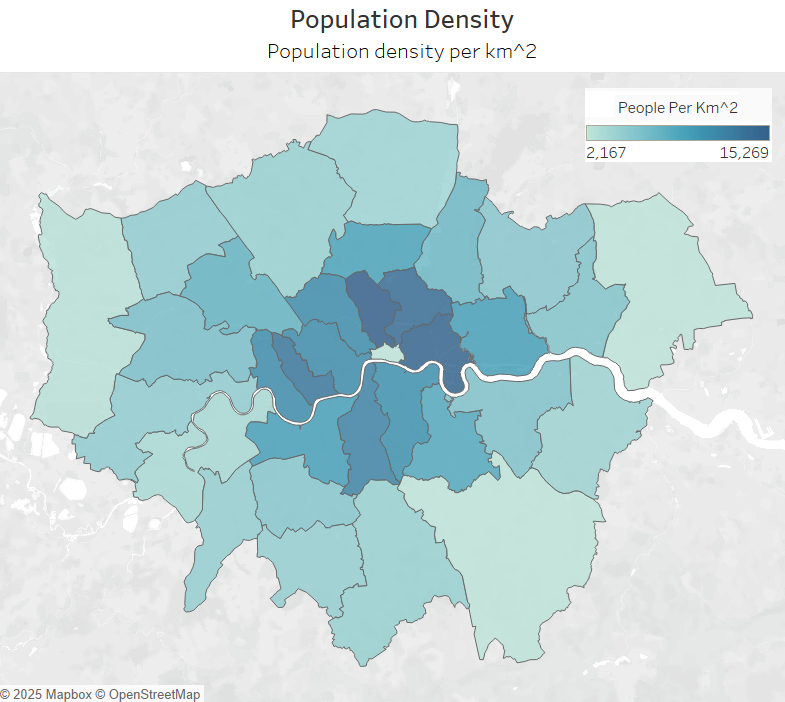 Population Density
Population density per km^2
People Per Km^2
2,167 15,269
© 2025 Mapbox © OpenStreetMap